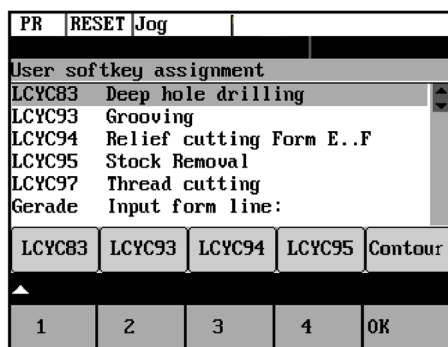 PR RESET Jog
User softkey assignment
LCYC83 Deep hole drilling
LCYC93 Grooving
LCYC94 Relief cutting Form E..F
LCYC95 Stock Removal
LCYC97 Thread cutting
Gerade Input form line:
LCYC83 LCYC93 LCYC94 LCYC95 Contour
1 2 3 4 OK